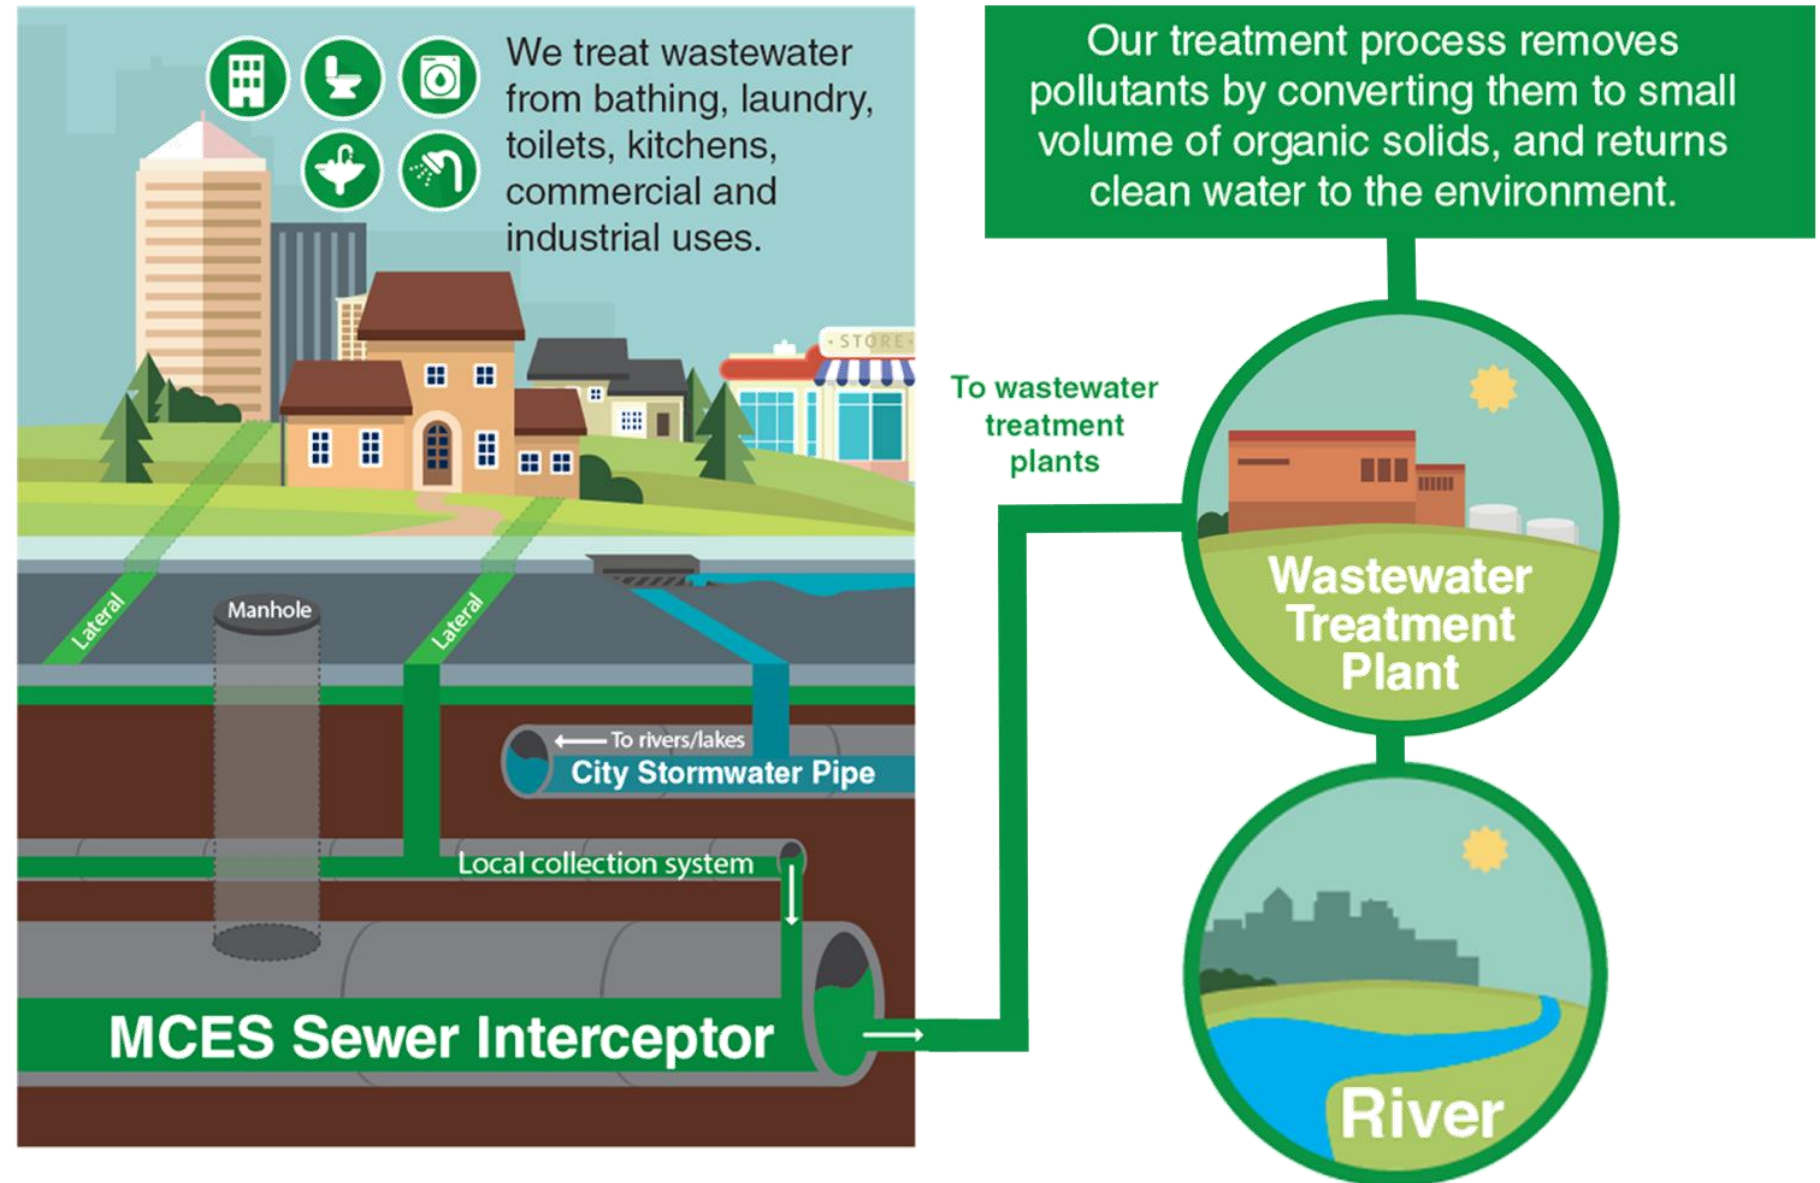 We treat wastewater
from bathing, laundry,
toilets, kitchens,
commercial and
industrial uses.
• STORE •
Lateral
Manhole
Lateral
To rivers/lakes
City Stormwater Pipe
Local collection system
MCES Sewer Interceptor
Our treatment process removes
pollutants by converting them to small
volume of organic solids, and returns
clean water to the environment.
To wastewater
treatment
plants
Wastewater
Treatment
Plant
River